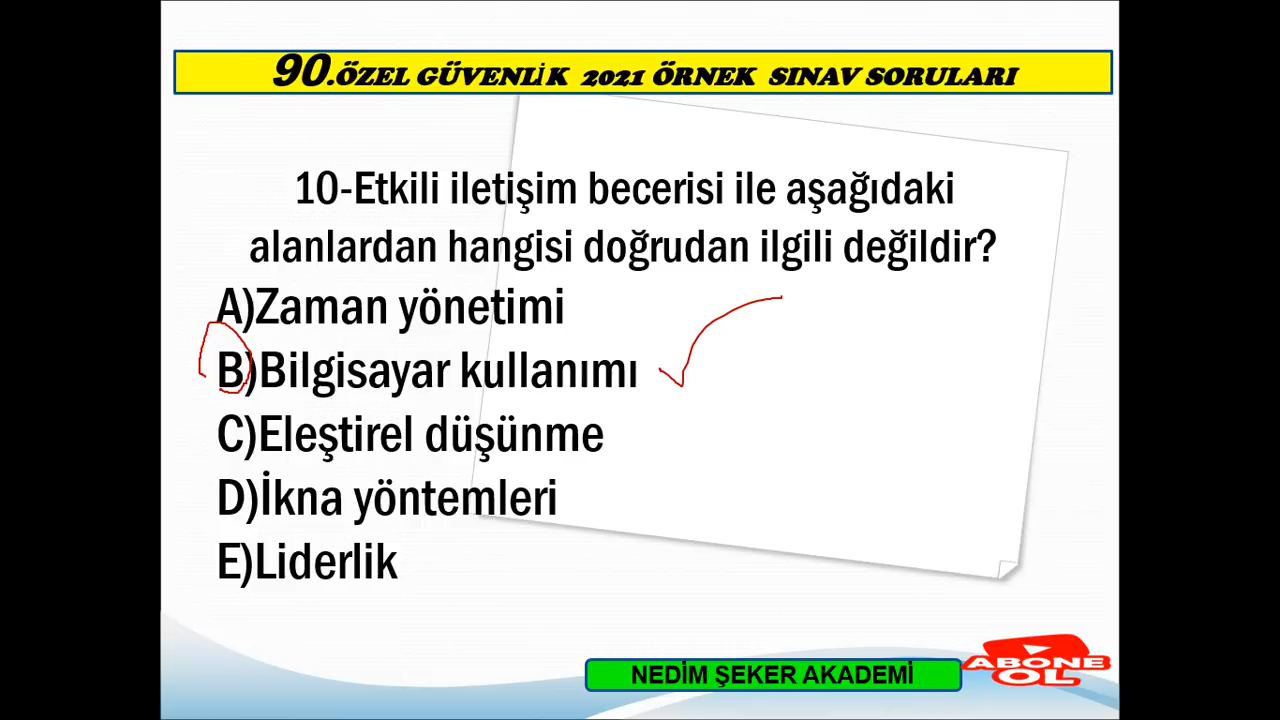 90.ÖZEL GÜVENLİK 2021 ÖRNEK SINAV SORULARI
10-Etkili iletişim becerisi ile aşağıdaki
alanlardan hangisi doğrudan ilgili değildir?
A)Zaman yönetimi
B)Bilgisayar kullanımı
C)Eleştirel düşünme
D)İkna yöntemleri
E)Liderlik
NEDİM ŞEKER AKADEMİ
ABONE
OL